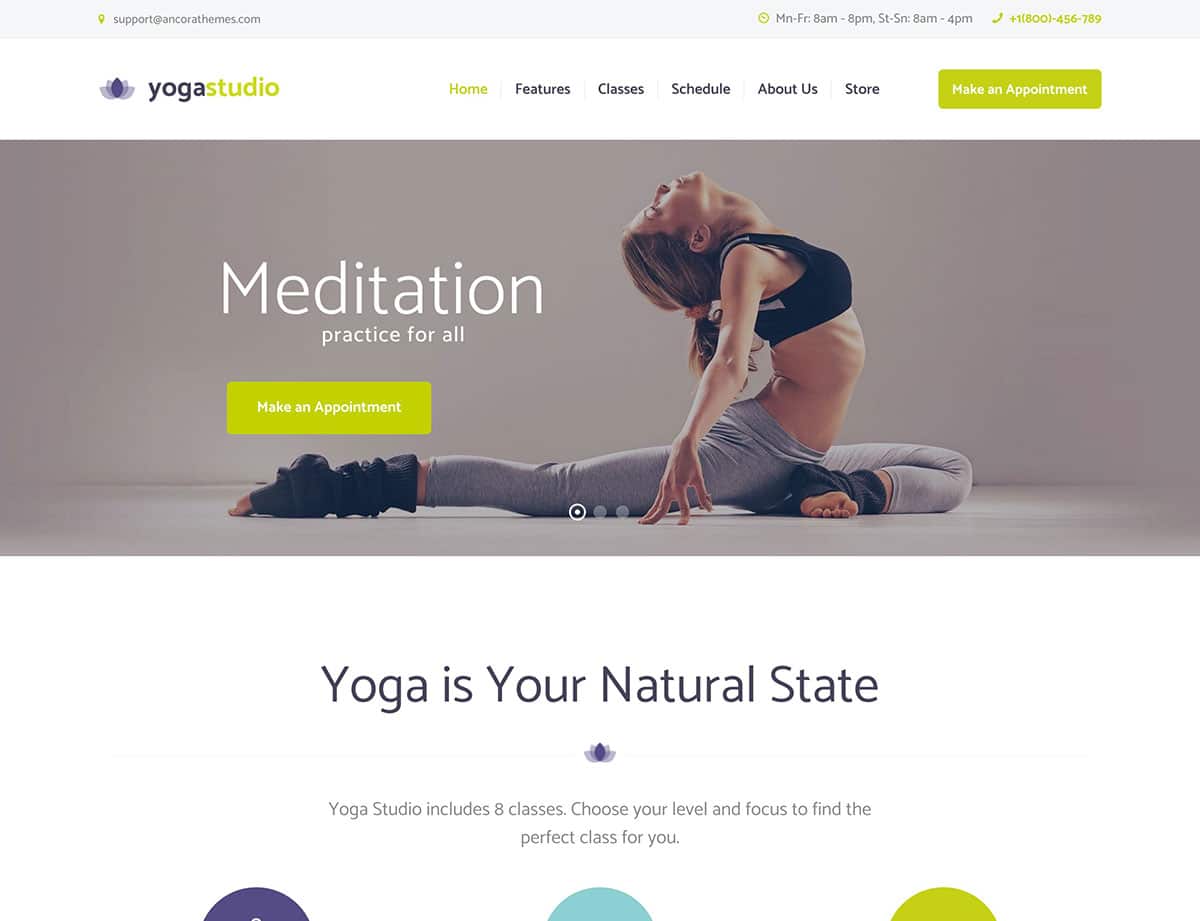 support@ancorathemes.com
Mn-Fr: 8am - 8pm, St-Sn: 8am - 4pm
+1(800)-456-789
yogastudio
Home
Features
Classes
Schedule
About Us
Store
Make an Appointment
Meditation
practice for all
Make an Appointment
Yoga is Your Natural State
Yoga Studio includes 8 classes. Choose your level and focus to find the
perfect class for you.